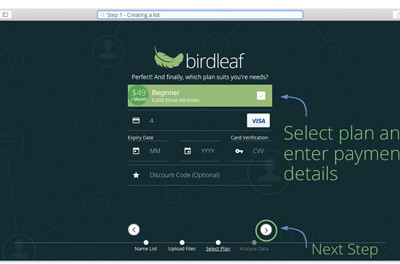 Step 1 - Creating a list
birdleaf
Perfect! And finally, which plan suits you're needs?
$49
/ Month
Beginner
5,000 Email Adresses
4
VISA
Expiry Date
Card Verification
MM
YYYY
CVV
Discount Code (Optional)
Select plan an
enter paymen
details
Name List
Upload Files
Select Plan
Analyse Data
Next Step